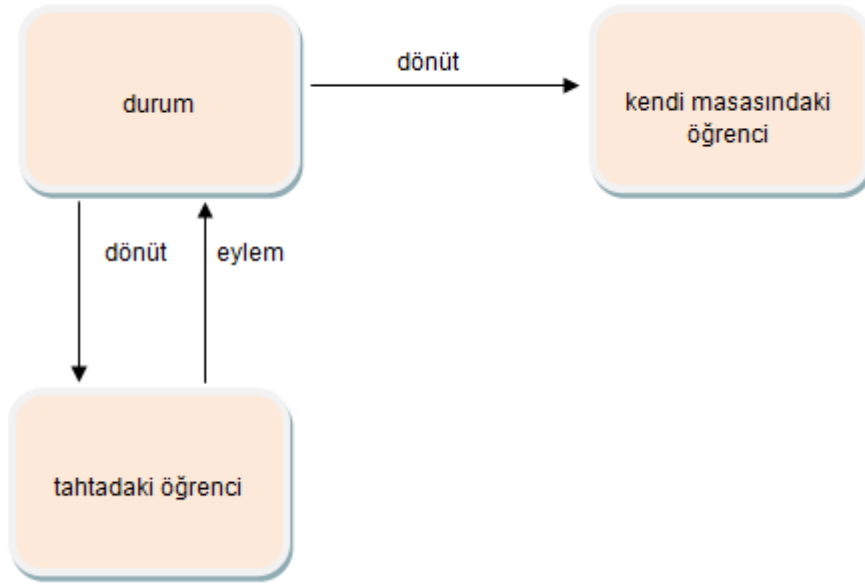 durum
dönüt
kendi masasındaki
öğrenci
dönüt
eylem
tahtadaki öğrenci